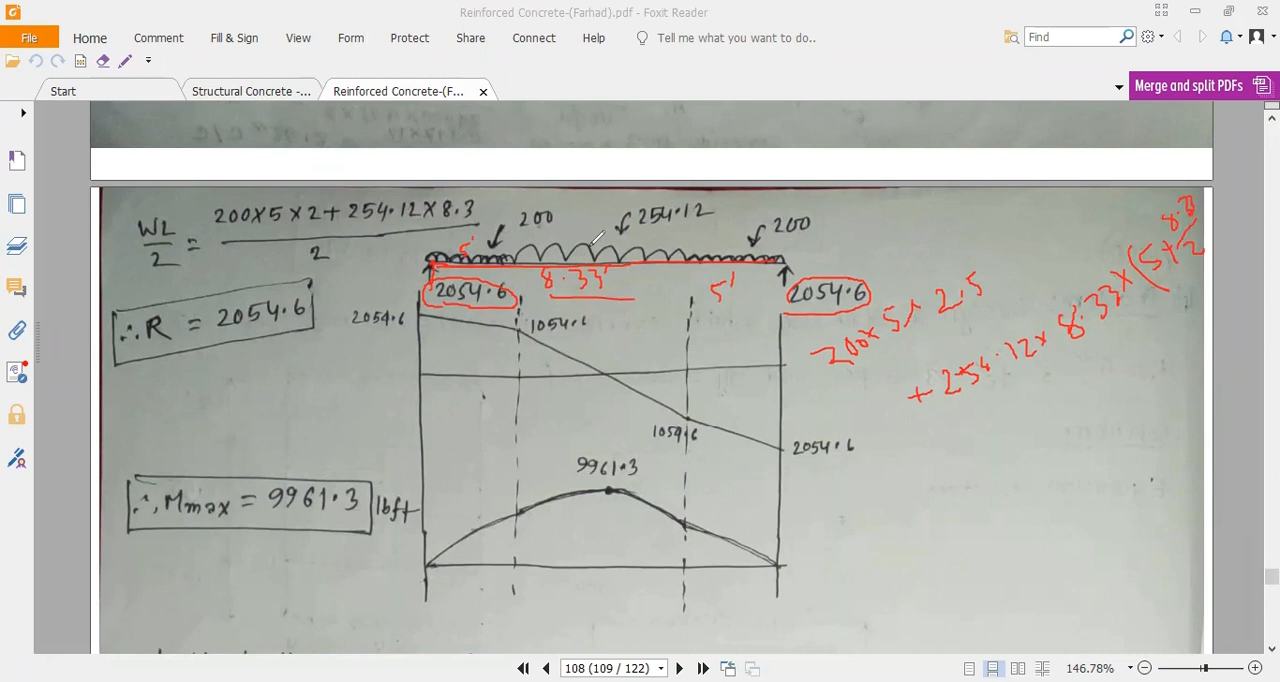 Reinforced Concrete-(Farhad).pdf - Foxit Reader
File Home Comment Fill & Sign View Form Protect Share Connect Help Tell me what you want to do.. Find
Start Structural Concrete -... Reinforced Concrete-(F... Merge and split PDFs
WL/2 = 200×5×2+254.12×8.3 / 2
∴R = 2054.6
200 254.12 200
5' 8.33' 5'
2054.6 2054.6
2054.6 1054.6
1054.6 2054.6
9961.3
∴ Mmax = 9961.3 lbft
200×5×2.5
+254.12×8.33×(5+8.33/2
108 (109 / 122) 146.78%